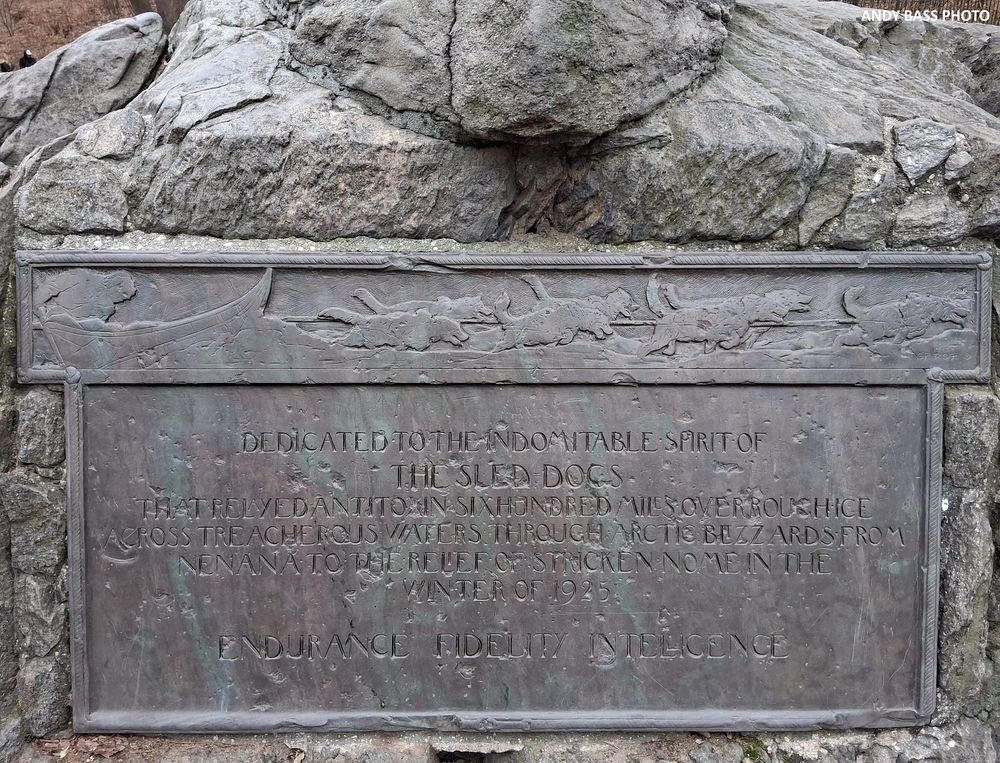 ANDY BASS PHOTO
DEDICATED TO THE INDOMITABLE SPIRIT OF
THE SLED DOGS
THAT RELAYED ANTITOXIN SIX HUNDRED MILES OVER ROUGH ICE
ACROSS TREACHEROUS WATERS THROUGH ARCTIC BLIZZARDS FROM
NENANA TO THE RELIEF OF STRICKEN NOME IN THE
WINTER OF 1925
ENDURANCE FIDELITY INTELLIGENCE